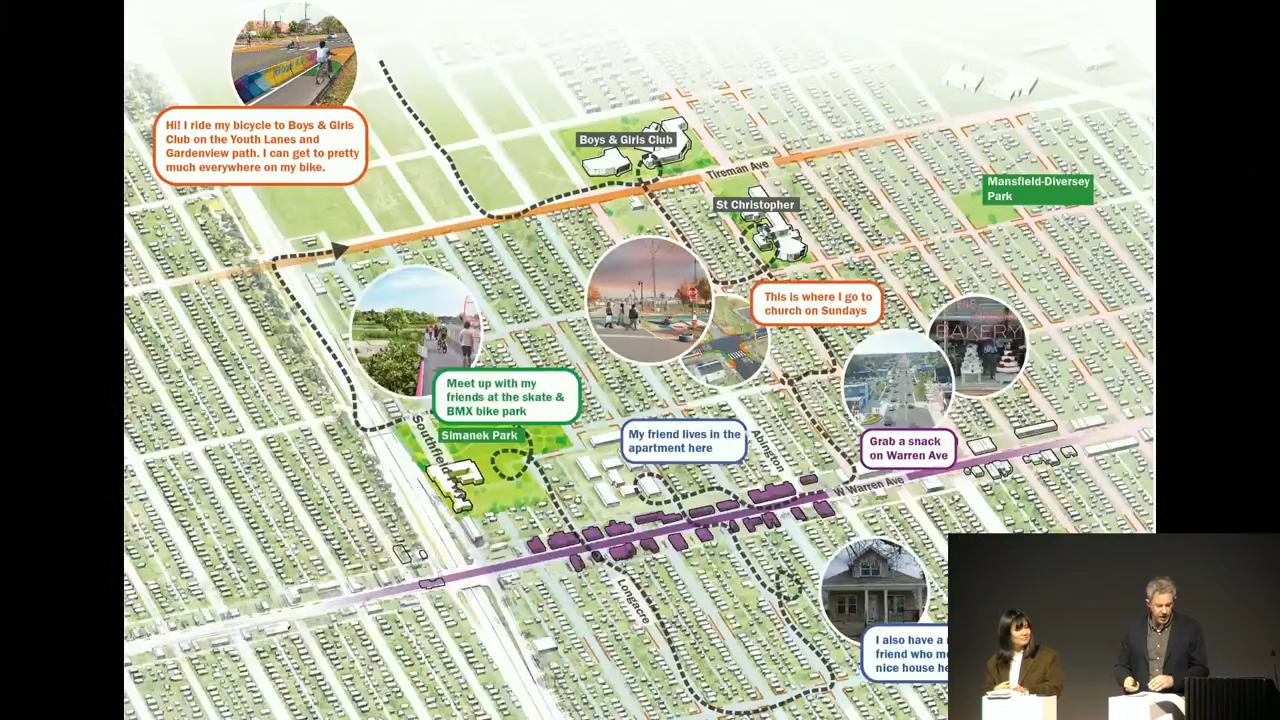 Hi! I ride my bicycle to Boys & Girls
Club on the Youth Lanes and
Gardenview path. I can get to pretty
much everywhere on my bike.
Boys & Girls Club
Tireman Ave
St Christopher
Mansfield-Diversey
Park
This is where I go to
church on Sundays
BAKERY
Meet up with my
friends at the skate &
BMX bike park
Simanek Park
My friend lives in the
apartment here
Abington
Grab a snack
on Warren Ave
W Warren Ave
Longacre
I also have a
friend who
nice house